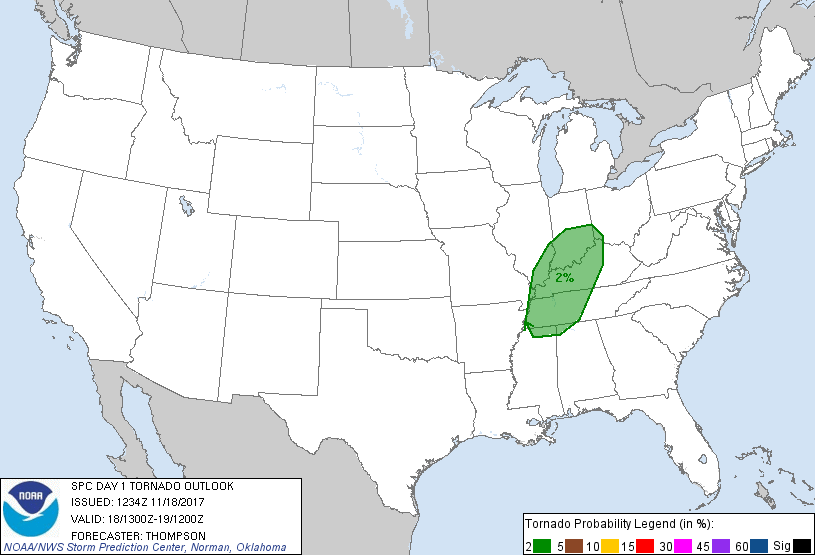 2%
NOAA
SPC DAY 1 TORNADO OUTLOOK
ISSUED: 1234Z 11/18/2017
VALID: 18/1300Z-19/1200Z
FORECASTER: THOMPSON
NOAA/NWS Storm Prediction Center, Norman, Oklahoma
Tornado Probability Legend (in %):
2 5 10 15 30 45 60 Sig